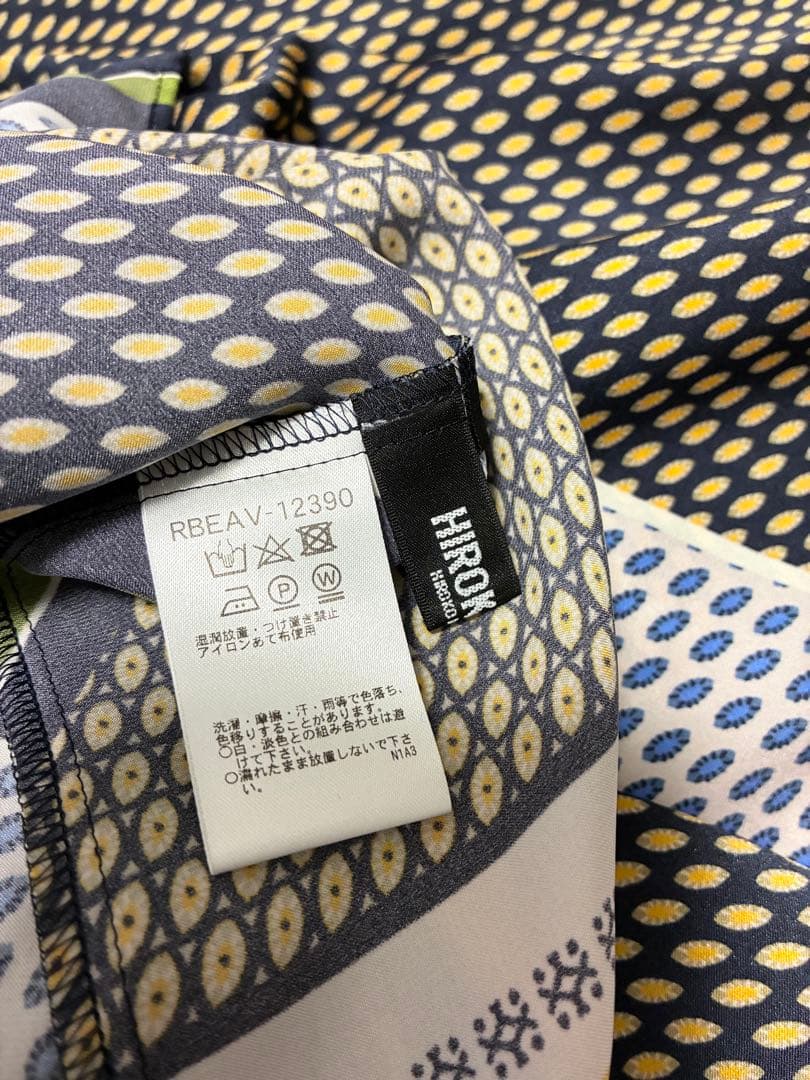 RBEAV-12390
P W
湿潤放置・つけ置き禁止
アイロンあて布使用
洗濯・摩擦・汗・雨等で色落ち、
色移りすることがあります。
○白・淡色との組み合わせは避
けて下さい。
○濡れたまま放置しないで下さ
い。
N1A3
HIROK
HIROKO